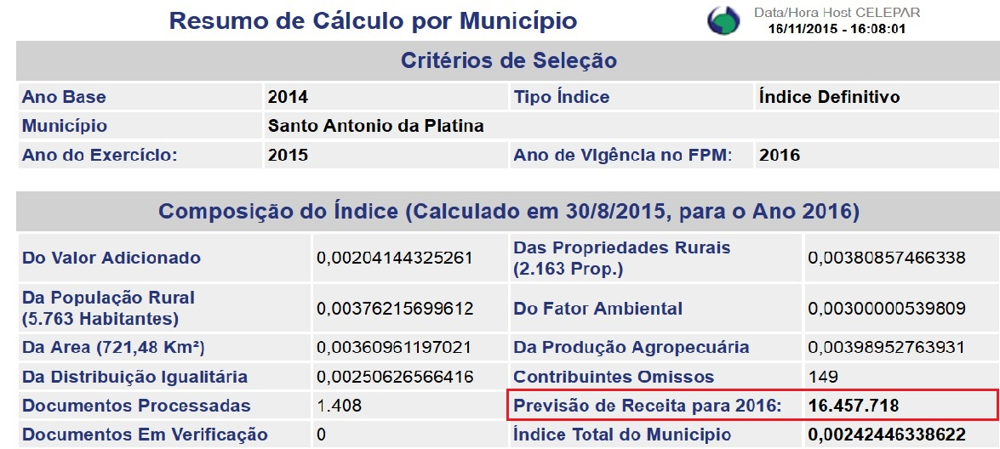 Resumo de Cálculo por Município
Data/Hora Host CELEPAR
16/11/2015 - 16:08:01
Critérios de Seleção
Ano Base 2014 Tipo Índice Índice Definitivo
Município Santo Antonio da Platina
Ano do Exercício: 2015 Ano de Vigência no FPM: 2016
Composição do Índice (Calculado em 30/8/2015, para o Ano 2016)
Do Valor Adicionado 0,00204144325261 Das Propriedades Rurais
(2.163 Prop.) 0,00380857466338
Da População Rural
(5.763 Habitantes) 0,00376215699612 Do Fator Ambiental 0,00300000539809
Da Area (721,48 Km²) 0,00360961197021 Da Produção Agropecuária 0,00398952763931
Da Distribuição Igualitária 0,00250626566416 Contribuintes Omissos 149
Documentos Processadas 1.408 Previsão de Receita para 2016: 16.457.718
Documentos Em Verificação 0 Índice Total do Municipio 0,00242446338622